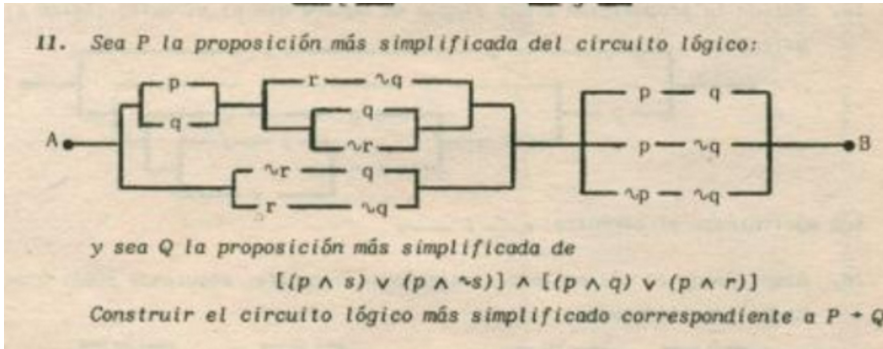 11. Sea P la proposición más simplificada del circuito lógico:
p
q
r ~q
q
~r
~r q
r ~q
A
p q
p ~q
~p ~q
B
y sea Q la proposición más simplificada de
[(p ∧ s) ∨ (p ∧ ~s)] ∧ [(p ∧ q) ∨ (p ∧ r)]
Construir el circuito lógico más simplificado correspondiente a P → Q